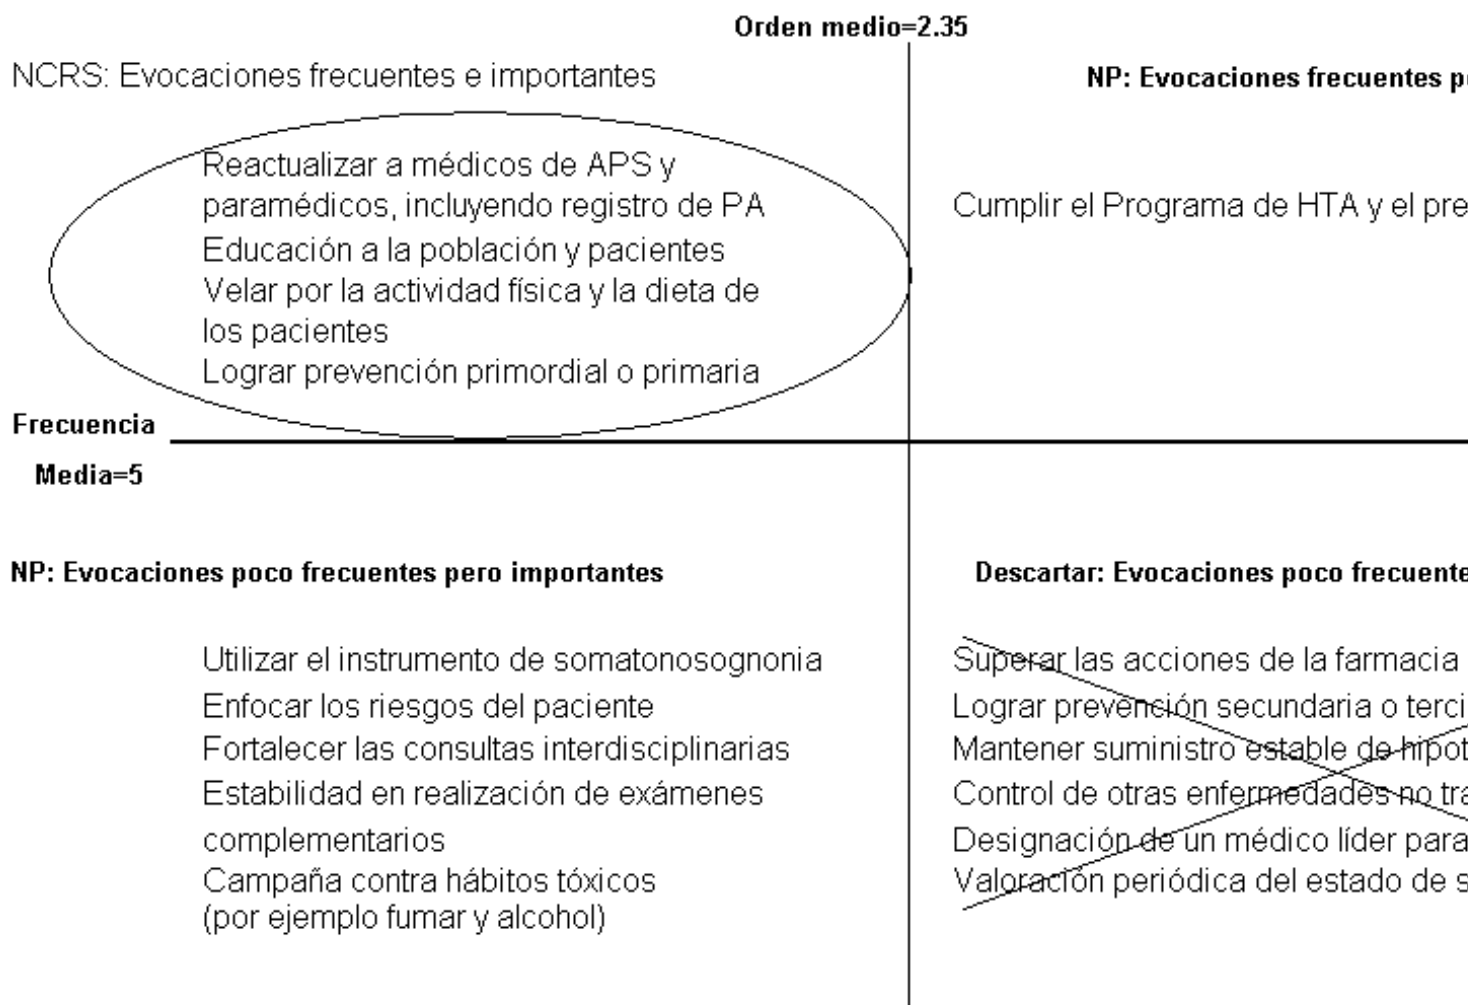 Orden medio=2.35
NCRS: Evocaciones frecuentes e importantes
NP: Evocaciones frecuentes
Reactualizar a médicos de APS y
paramédicos, incluyendo registro de PA
Educación a la población y pacientes
Velar por la actividad física y la dieta de
los pacientes
Lograr prevención primordial o primaria
Cumplir el Programa de HTA y el
Frecuencia
Media=5
NP: Evocaciones poco frecuentes pero importantes
Utilizar el instrumento de somatonosognonia
Enfocar los riesgos del paciente
Fortalecer las consultas interdisciplinarias
Estabilidad en realización de exámenes
complementarios
Campaña contra hábitos tóxicos
(por ejemplo fumar y alcohol)
Descartar: Evocaciones poco
Superar las acciones de la farmacia
Lograr prevención secundaria o
Mantener suministro estable de
Control de otras enfermedades no
Designación de un médico líder para
Valoración periódica del estado de